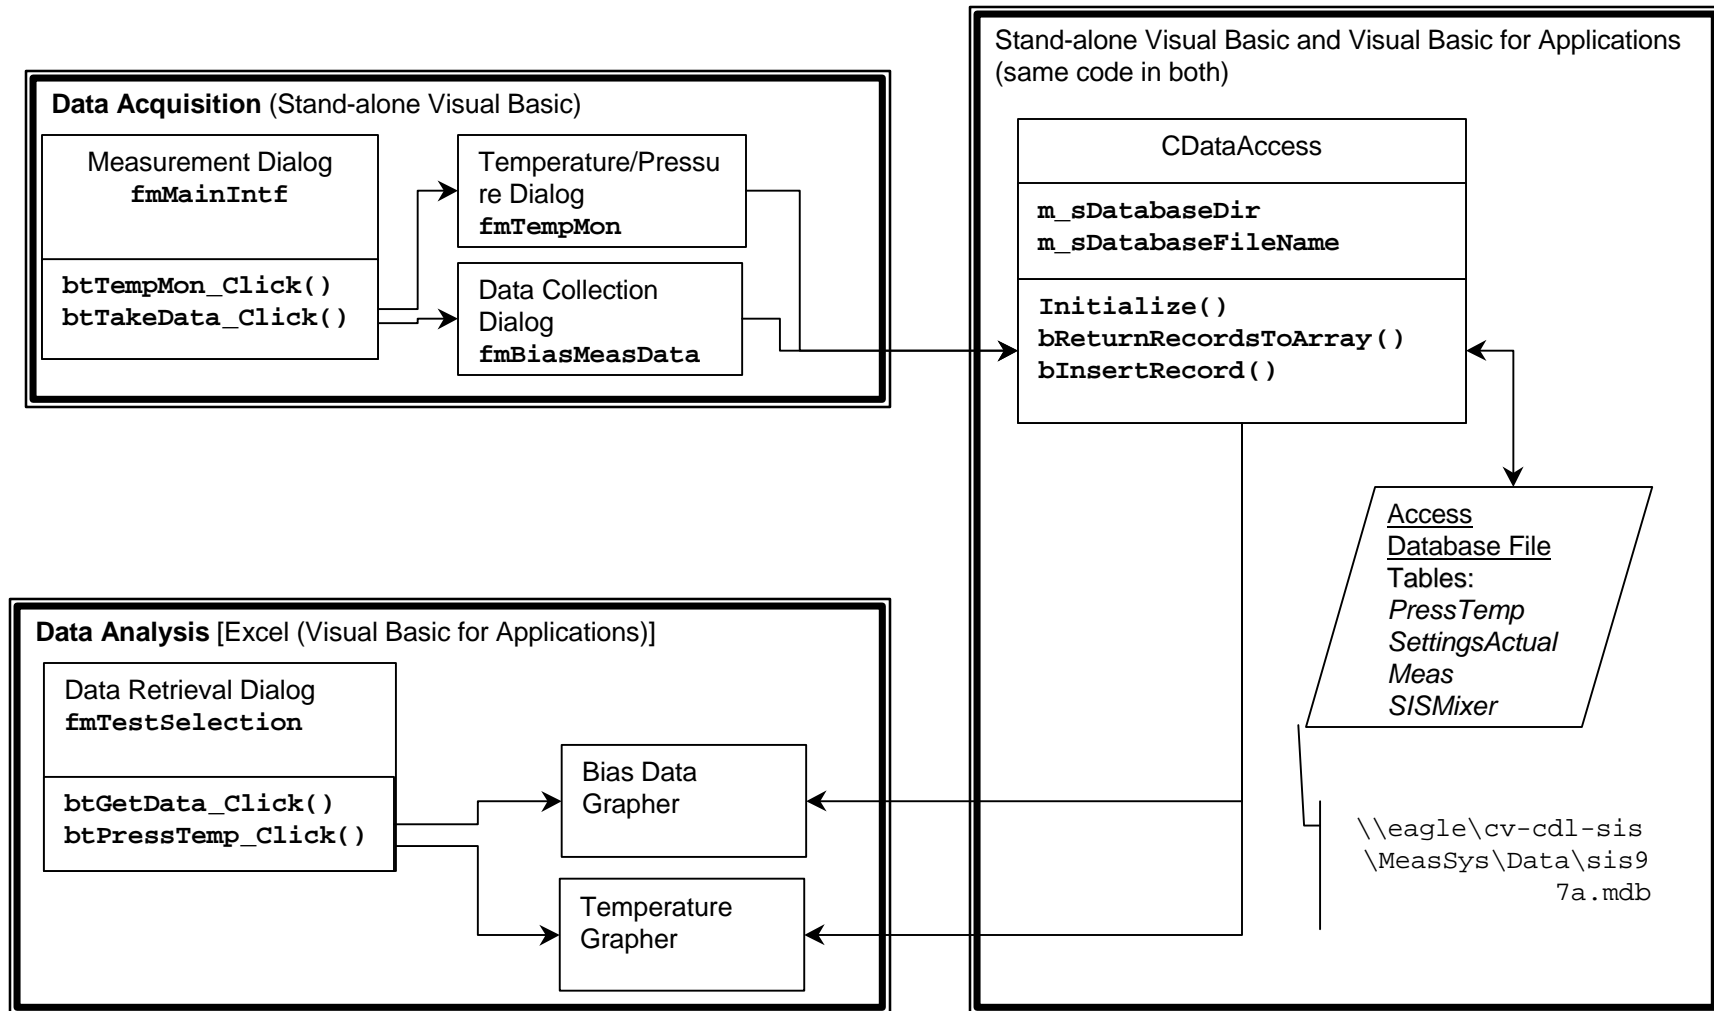 Stand-alone Visual Basic and Visual Basic for Applications
(same code in both)
Data Acquisition (Stand-alone Visual Basic)
Measurement Dialog
fmMainIntf
btTempMon_Click()
btTakeData_Click()
Temperature/Pressu
re Dialog
fmTempMon
Data Collection
Dialog
fmBiasMeasData
CDataAccess
m_sDatabaseDir
m_sDatabaseFileName
Initialize()
bReturnRecordsToArray()
bInsertRecord()
Access
Database File
Tables:
PressTemp
SettingsActual
Meas
SISMixer
\\eagle\cv-cdl-sis
\MeasSys\Data\sis9
7a.mdb
Data Analysis [Excel (Visual Basic for Applications)]
Data Retrieval Dialog
fmTestSelection
btGetData_Click()
btPressTemp_Click()
Bias Data
Grapher
Temperature
Grapher